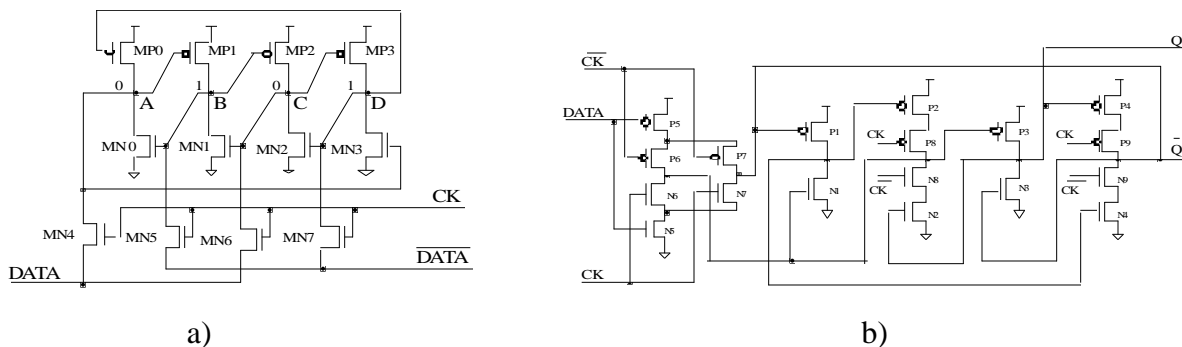 MP0 MP1 MP2 MP3
0 1 0 1
A B C D
MN0 MN1 MN2 MN3
CK
MN4 MN5 MN6 MN7
DATA
DATA
a)
Q
CK
DATA
P5 P1 P2 P3 P4
P6 P7 CK P8 CK P9
Q
N6 N7 N1 CK N8 N3 CK N9
N5 N2 N4
CK
b)